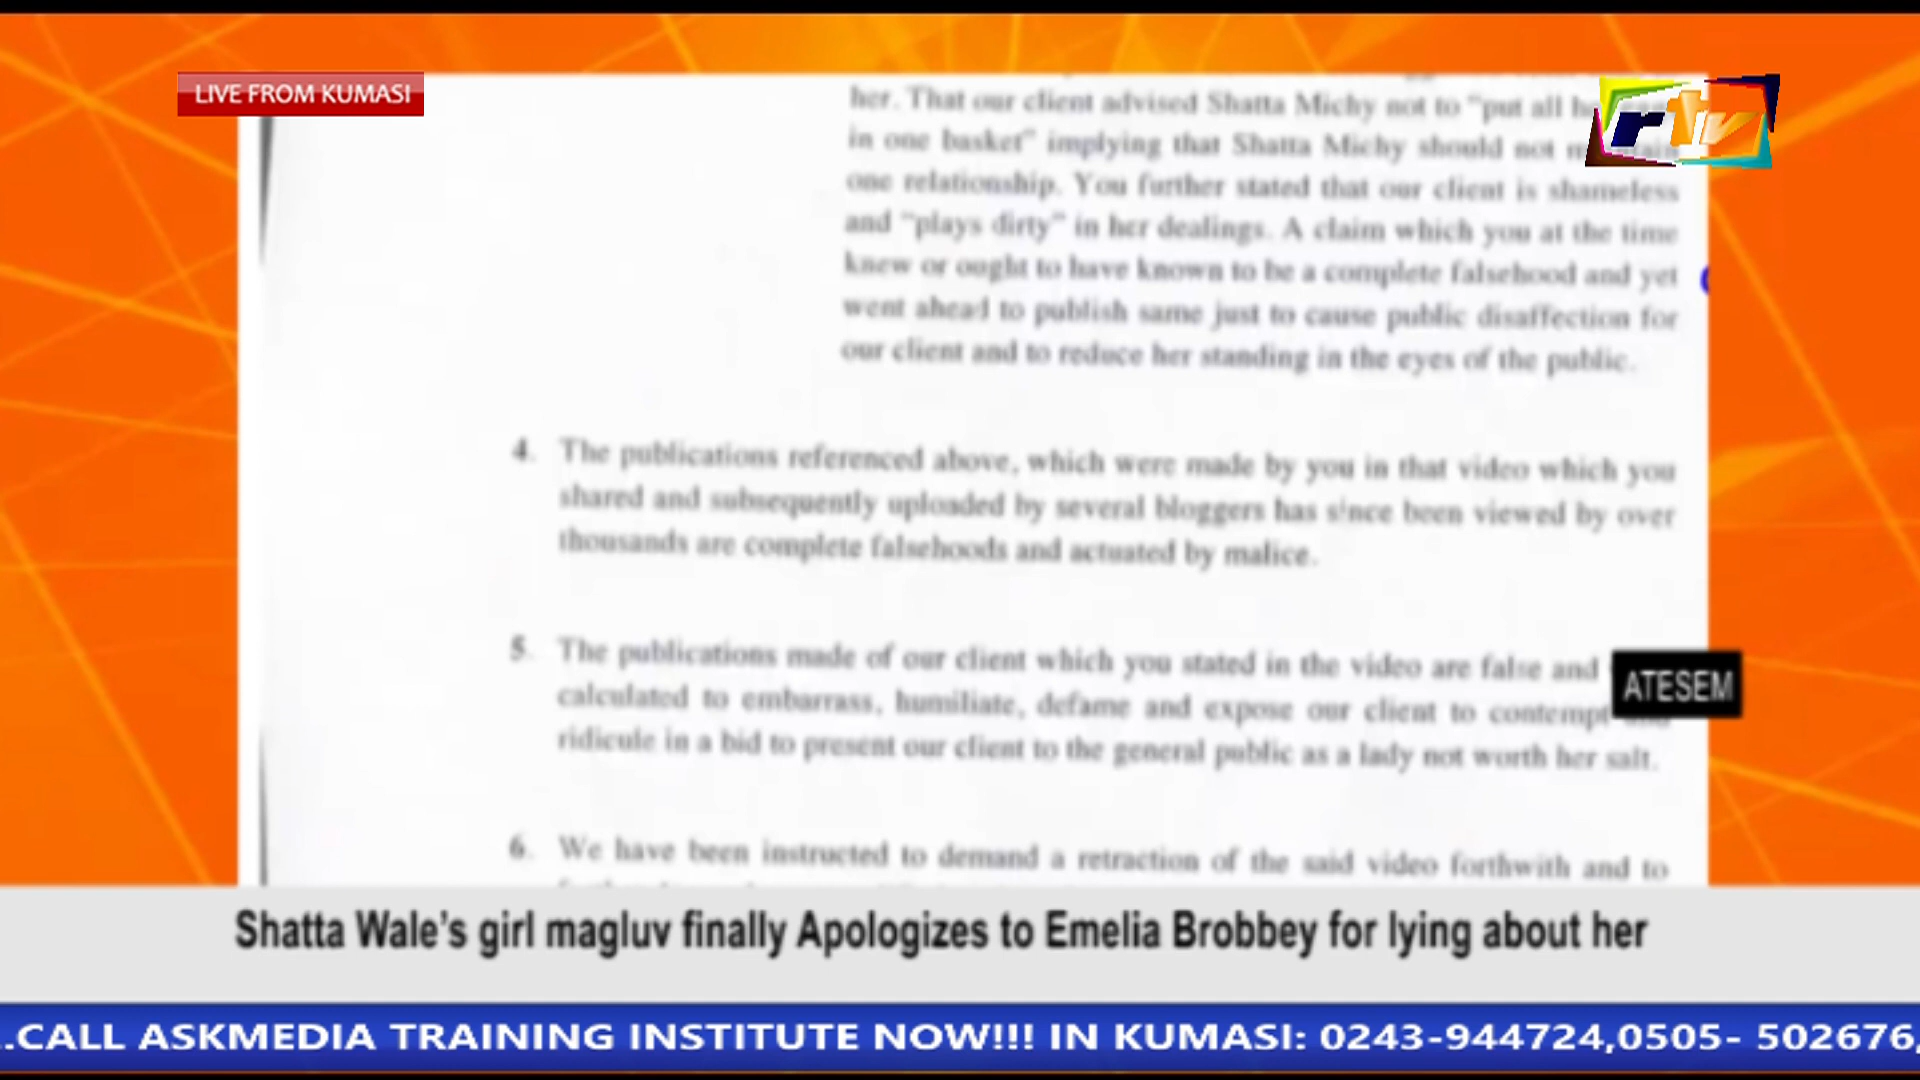 LIVE FROM KUMASI
rtv
her. That our client advised Shatta Michy not to "put all
in one basket" implying that Shatta Michy should not
one relationship. You further stated that our client is shameless
and "plays dirty" in her dealings. A claim which you at the time
knew or ought to have known to be a complete falsehood and yet
went ahead to publish same just to cause public disaffection for
our client and to reduce her standing in the eyes of the public.
4. The publications referenced above, which were made by you in that video which you
shared and subsequently uploaded by several bloggers has since been viewed by over
thousands are complete falsehoods and actuated by malice.
5. The publications made of our client which you stated in the video are false and
calculated to embarrass, humiliate, defame and expose our client to contempt
ridicule in a bid to present our client to the general public as a lady not worth her salt.
ATESEM
6. We have been instructed to demand a retraction of the said video forthwith and to
Shatta Wale's girl magluv finally Apologizes to Emelia Brobbey for lying about her
..CALL ASKMEDIA TRAINING INSTITUTE NOW!!! IN KUMASI: 0243-944724,0505- 502676,